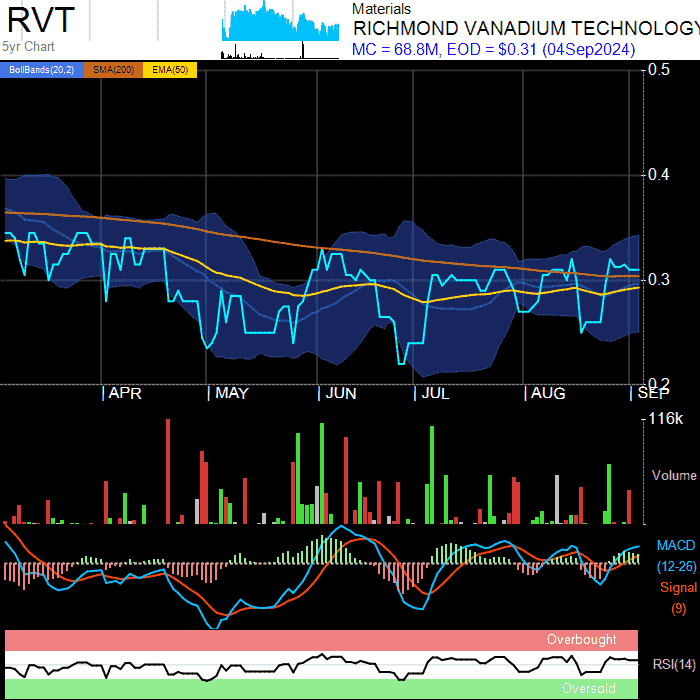 RVT
5yr Chart
Materials
RICHMOND VANADIUM TECHNOLOGY
MC = 68.8M, EOD = $0.31 (04Sep2024)
BollBands(20,2) SMA(200) EMA(50)
0.5
0.4
0.3
0.2
APR MAY JUN JUL AUG SEP
116k
Volume
MACD
(12-26)
Signal
(9)
Overbought
RSI(14)
Oversold